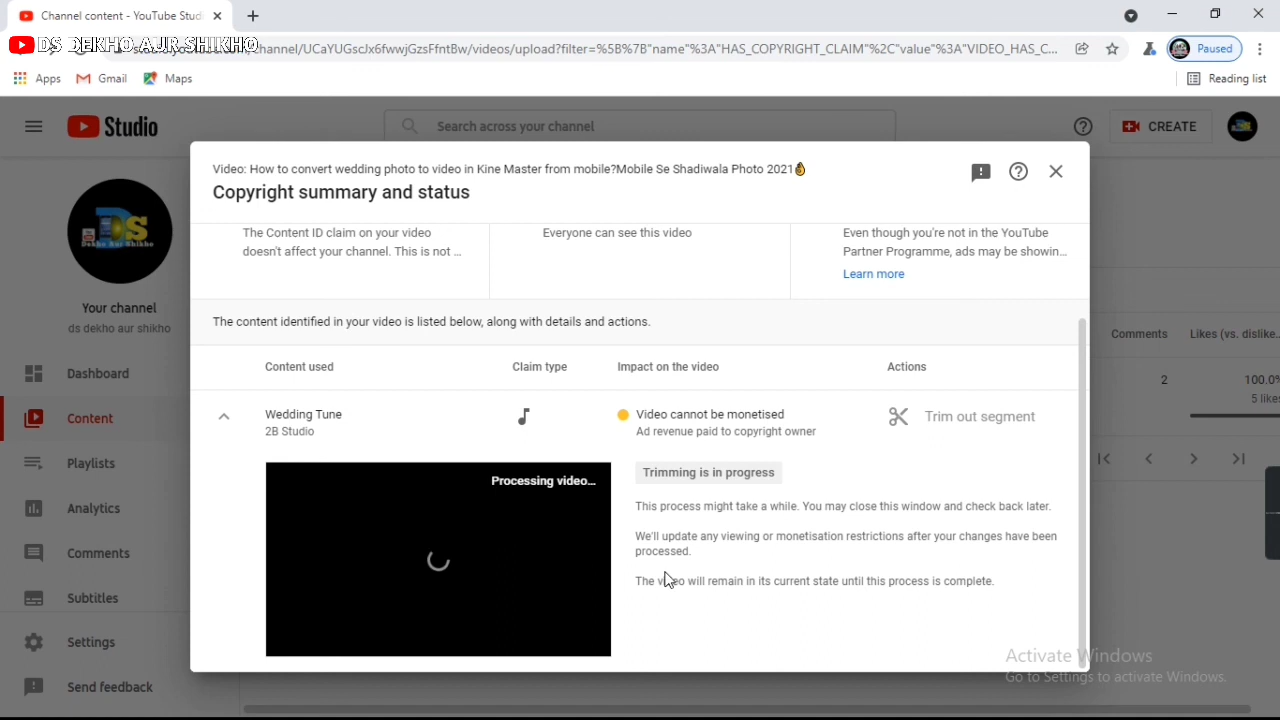 Channel content - YouTube Stud
DS DEKHO AUR SHIKHO
hannel/UCaYUGscJx6fwwjGzsFfntBw/videos/upload?filter=%5B%7B"name"%3A"HAS_COPYRIGHT_CLAIM"%2C"value"%3A"VIDEO_HAS_C...
Paused
Apps
Gmail
Maps
Reading list
Studio
Search across your channel
CREATE
Video: How to convert wedding photo to video in Kine Master from mobile?Mobile Se Shadiwala Photo 2021
Copyright summary and status
The Content ID claim on your video
doesn't affect your channel. This is not ...
Everyone can see this video
Even though you're not in the YouTube
Partner Programme, ads may be showin...
Learn more
DS
Dekho Aur Shikho
Your channel
ds dekho aur shikho
The content identified in your video is listed below, along with details and actions.
Comments
Likes (vs. dislike...
Content used
Claim type
Impact on the video
Actions
2
100.0%
5 likes
Dashboard
Content
Playlists
Analytics
Comments
Subtitles
Settings
Send feedback
Wedding Tune
2B Studio
Video cannot be monetised
Ad revenue paid to copyright owner
Trim out segment
Processing video...
Trimming is in progress
This process might take a while. You may close this window and check back later.
We'll update any viewing or monetisation restrictions after your changes have been
processed.
The video will remain in its current state until this process is complete.
Activate Windows
Go to Settings to activate Windows.